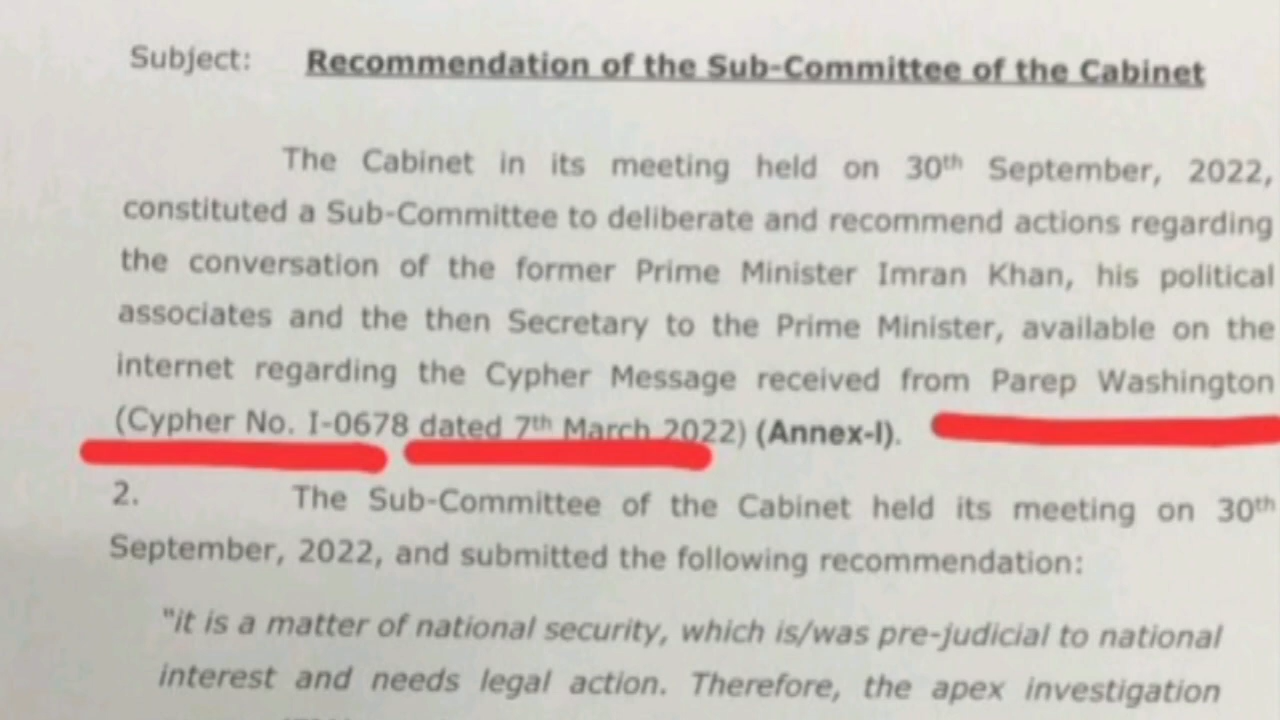 Subject: Recommendation of the Sub-Committee of the Cabinet
The Cabinet in its meeting held on 30th September, 2022,
constituted a Sub-Committee to deliberate and recommend actions regarding
the conversation of the former Prime Minister Imran Khan, his political
associates and the then Secretary to the Prime Minister, available on the
internet regarding the Cypher Message received from Parep Washington
(Cypher No. I-0678 dated 7th March 2022) (Annex-I).
2. The Sub-Committee of the Cabinet held its meeting on 30th
September, 2022, and submitted the following recommendation:
"it is a matter of national security, which is/was pre-judicial to national
interest and needs legal action. Therefore, the apex investigation